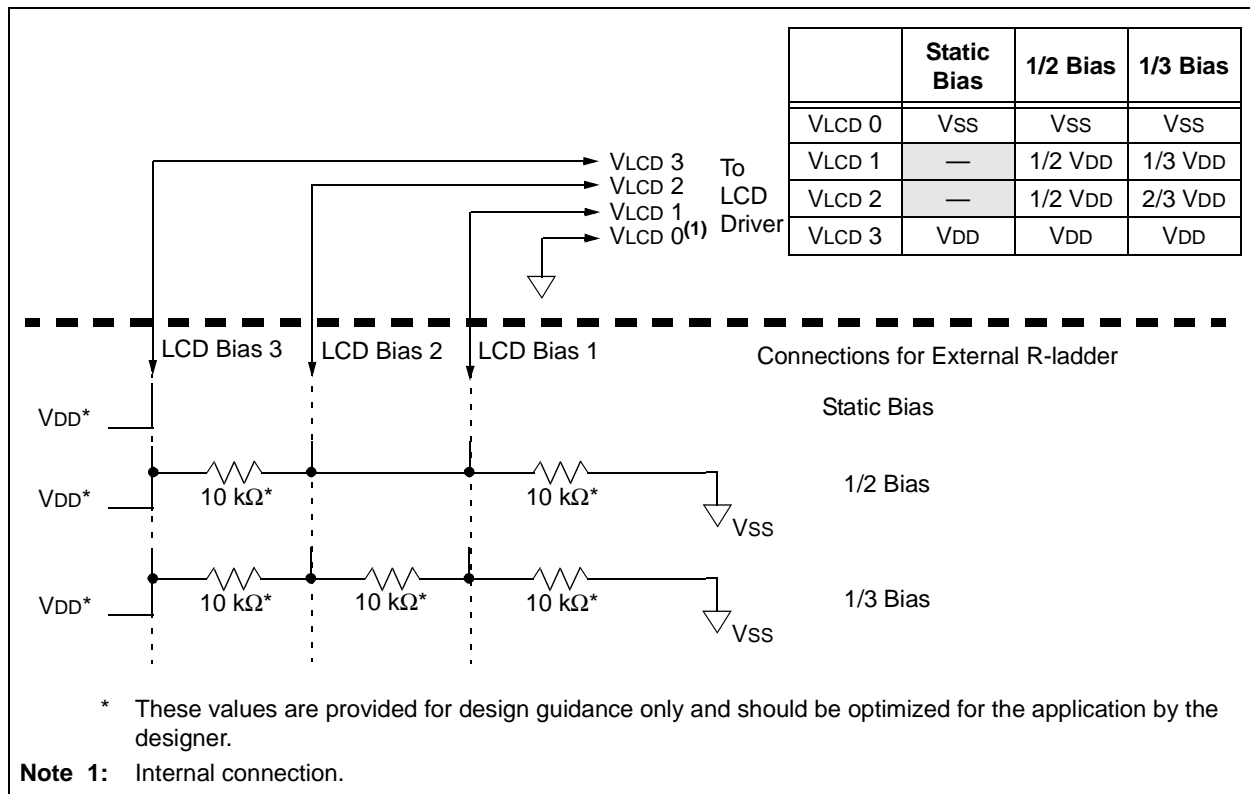 Static Bias | 1/2 Bias | 1/3 Bias
VLCD 0 | VSS | VSS | VSS
VLCD 1 | — | 1/2 VDD | 1/3 VDD
VLCD 2 | — | 1/2 VDD | 2/3 VDD
VLCD 3 | VDD | VDD | VDD
VLCD 3
VLCD 2
VLCD 1
VLCD 0(1)
To
LCD
Driver
LCD Bias 3 LCD Bias 2 LCD Bias 1
Connections for External R-ladder
VDD*
Static Bias
VDD* 10 kΩ* 10 kΩ* VSS
1/2 Bias
VDD* 10 kΩ* 10 kΩ* 10 kΩ* VSS
1/3 Bias
* These values are provided for design guidance only and should be optimized for the application by the
designer.
Note 1: Internal connection.